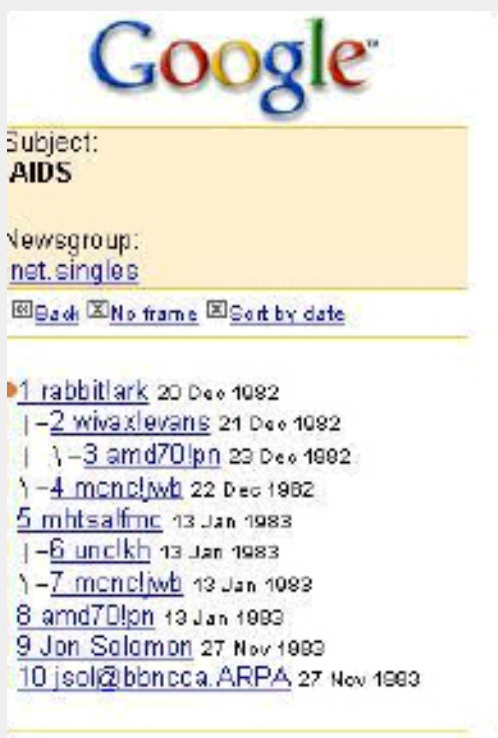 Google™
Subject:
AIDS
Newsgroup:
net.singles
Back No frame Sort by date
1 rabbit!ark 20 Dec 1982
|-2 wivax!evans 21 Dec 1982
| \-3 amd70!pn 23 Dec 1982
\-4 mcnc!jwb 22 Dec 1982
5 mhtsa!fmc 13 Jan 1983
|-6 unc!kh 13 Jan 1983
\-7 mcnc!jwb 13 Jan 1983
8 amd70!pn 13 Jan 1983
9 Jon Solomon 27 Nov 1983
10 jsol@bbncca.ARPA 27 Nov 1983